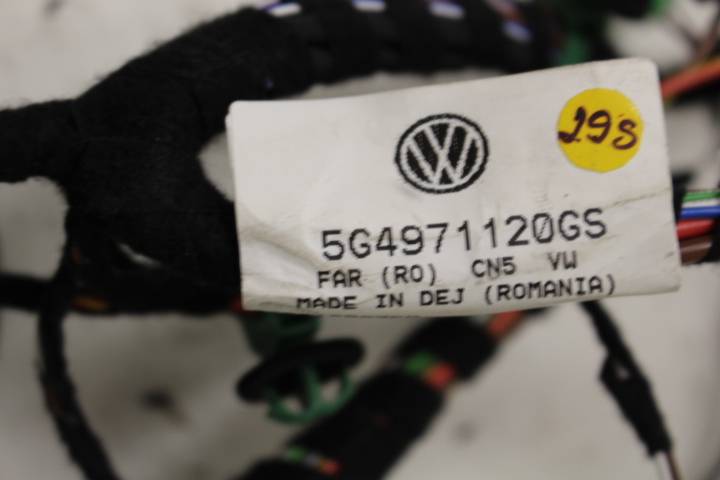 29s
5G4971120GS
FAR (RO) CN5 VW
MADE IN DEJ (ROMANIA)